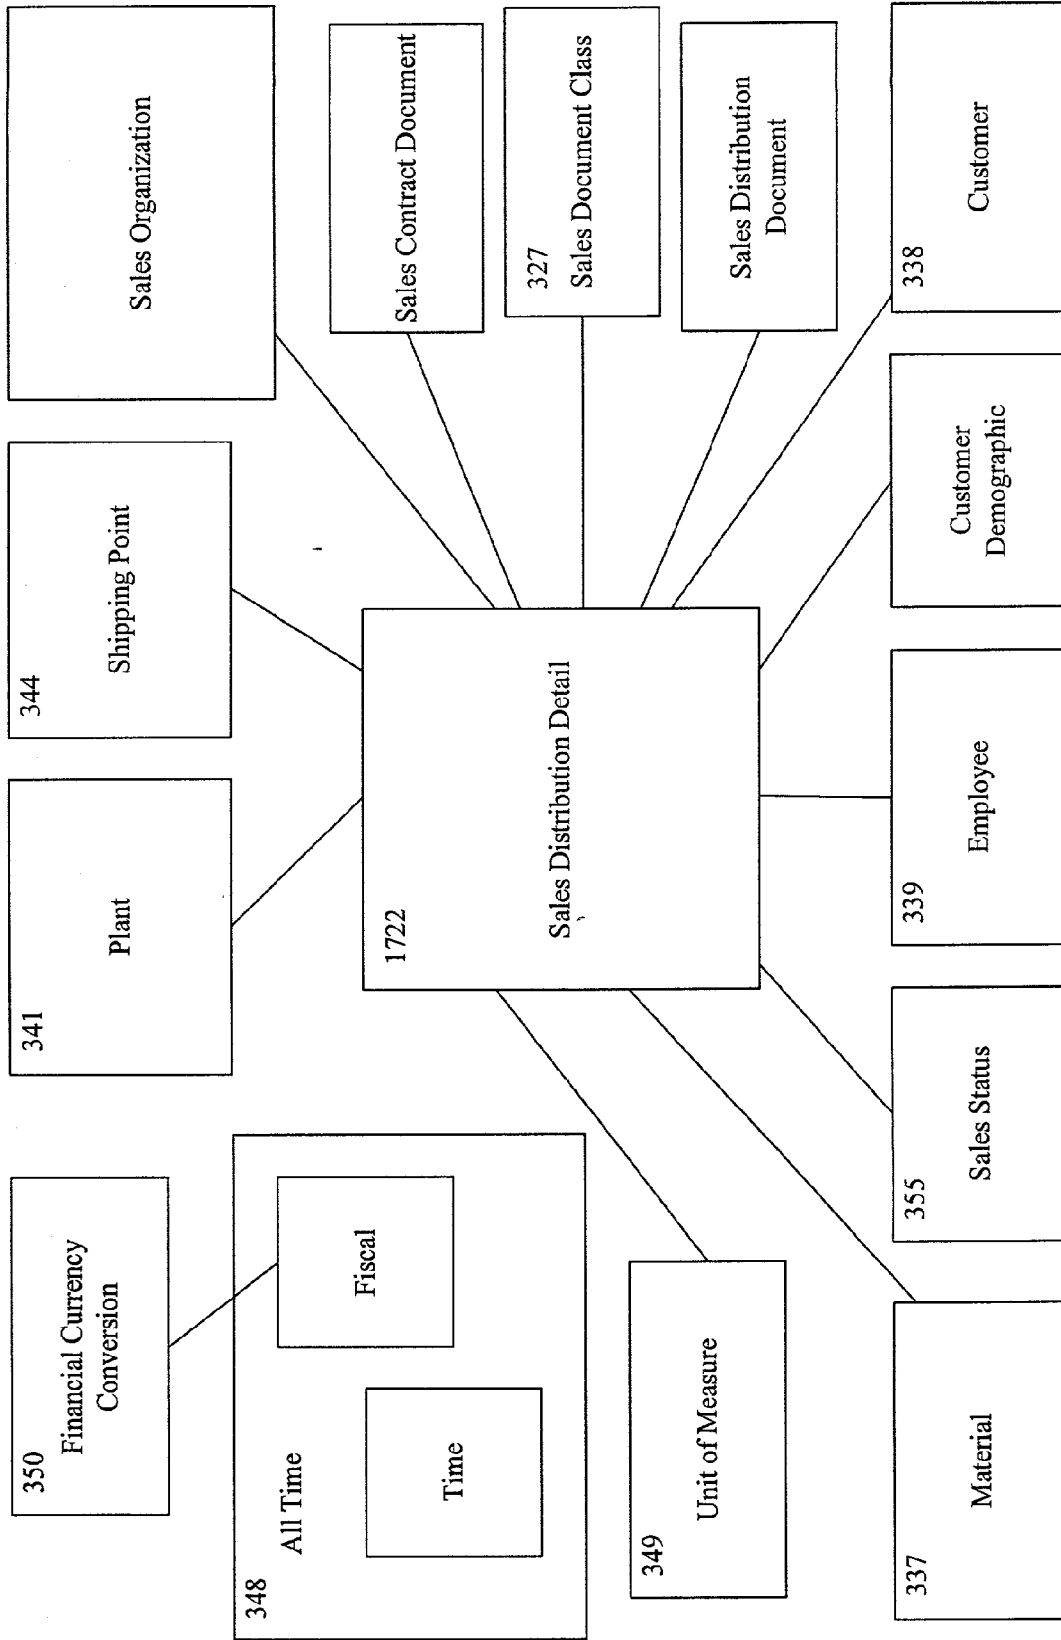 350
Financial Currency
Conversion
341
Plant
344
Shipping Point
Sales Organization
348
All Time
Fiscal
Time
Sales Contract Document
1722
Sales Distribution Detail
327
Sales Document Class
349
Unit of Measure
Sales Distribution
Document
337
Material
355
Sales Status
339
Employee
Customer
Demographic
338
Customer